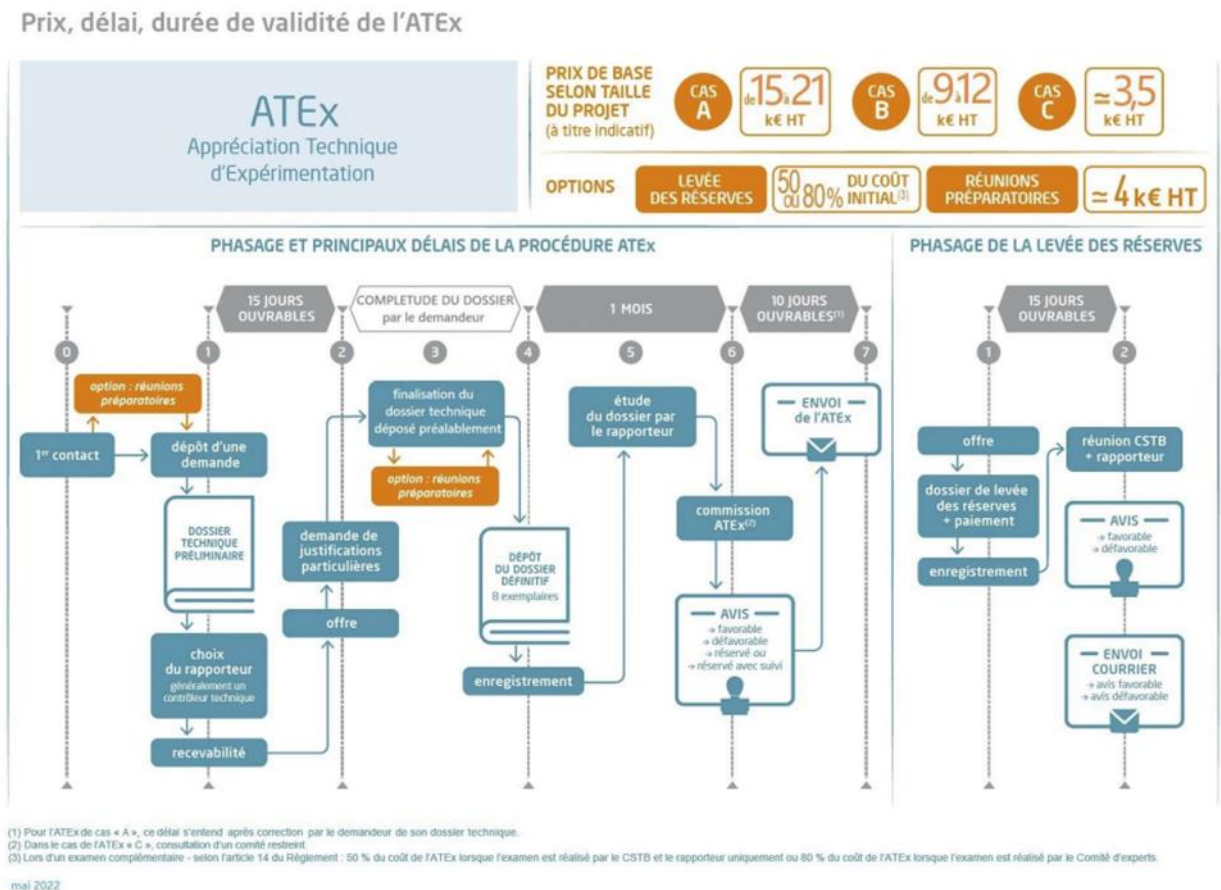 Prix, délai, durée de validité de l'ATEx
ATEx
Appréciation Technique
d'Expérimentation
PRIX DE BASE
SELON TAILLE
DU PROJET
(à titre indicatif)
CAS
A
de 15 à 21
k€ HT
CAS
B
de 9 à 12
k€ HT
CAS
C
≃ 3,5
k€ HT
OPTIONS
LEVÉE
DES RÉSERVES
50
ou 80%
DU COÛT
INITIAL(3)
RÉUNIONS
PRÉPARATOIRES
≃ 4 k€ HT
PHASAGE ET PRINCIPAUX DÉLAIS DE LA PROCÉDURE ATEx
15 JOURS
OUVRABLES
COMPLETUDE DU DOSSIER
par le demandeur
1 MOIS
10 JOURS
OUVRABLES(1)
0
1
2
3
4
5
6
7
option : réunions
préparatoires
1er contact
dépôt d'une
demande
DOSSIER
TECHNIQUE
PRÉLIMINAIRE
choix
du rapporteur
généralement un
contrôleur technique
recevabilité
offre
demande de
justifications
particulières
finalisation du
dossier technique
déposé préalablement
option : réunions
préparatoires
DÉPÔT
DU DOSSIER
DÉFINITIF
8 exemplaires
enregistrement
étude
du dossier par
le rapporteur
commission
ATEx(2)
AVIS
→ favorable
→ défavorable
→ réservé ou
→ réservé avec suivi
ENVOI
de l'ATEx
PHASAGE DE LA LEVÉE DES RÉSERVES
15 JOURS
OUVRABLES
1
2
offre
dossier de levée
des réserves
+ paiement
enregistrement
réunion CSTB
+ rapporteur
AVIS
→ favorable
→ défavorable
ENVOI
COURRIER
→ avis favorable
→ avis défavorable
(1) Pour l'ATEx de cas « A », ce délai s'entend après correction par le demandeur de son dossier technique.
(2) Dans le cas de l'ATEx « C », consultation d'un comité restreint.
(3) Lors d'un examen complémentaire - selon l'article 14 du Règlement : 50 % du coût de l'ATEx lorsque l'examen est réalisé par le CSTB et le rapporteur uniquement ou 80 % du coût de l'ATEx lorsque l'examen est réalisé par le Comité d'experts.
mai 2022